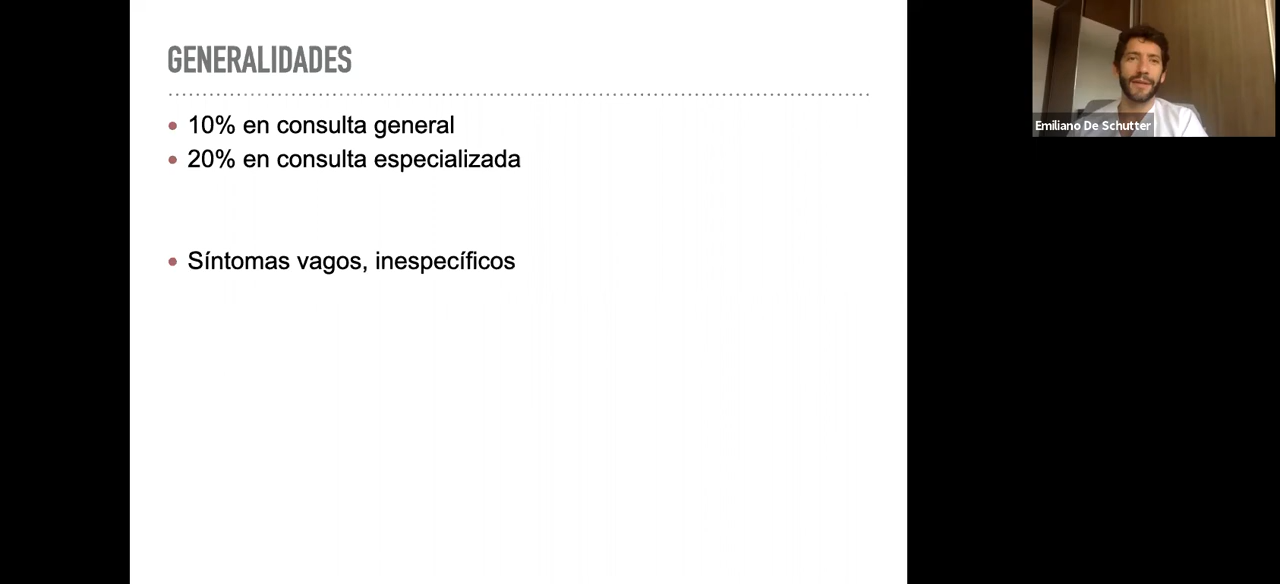 GENERALIDADES
10% en consulta general
20% en consulta especializada
Síntomas vagos, inespecíficos
Emiliano De Schutter